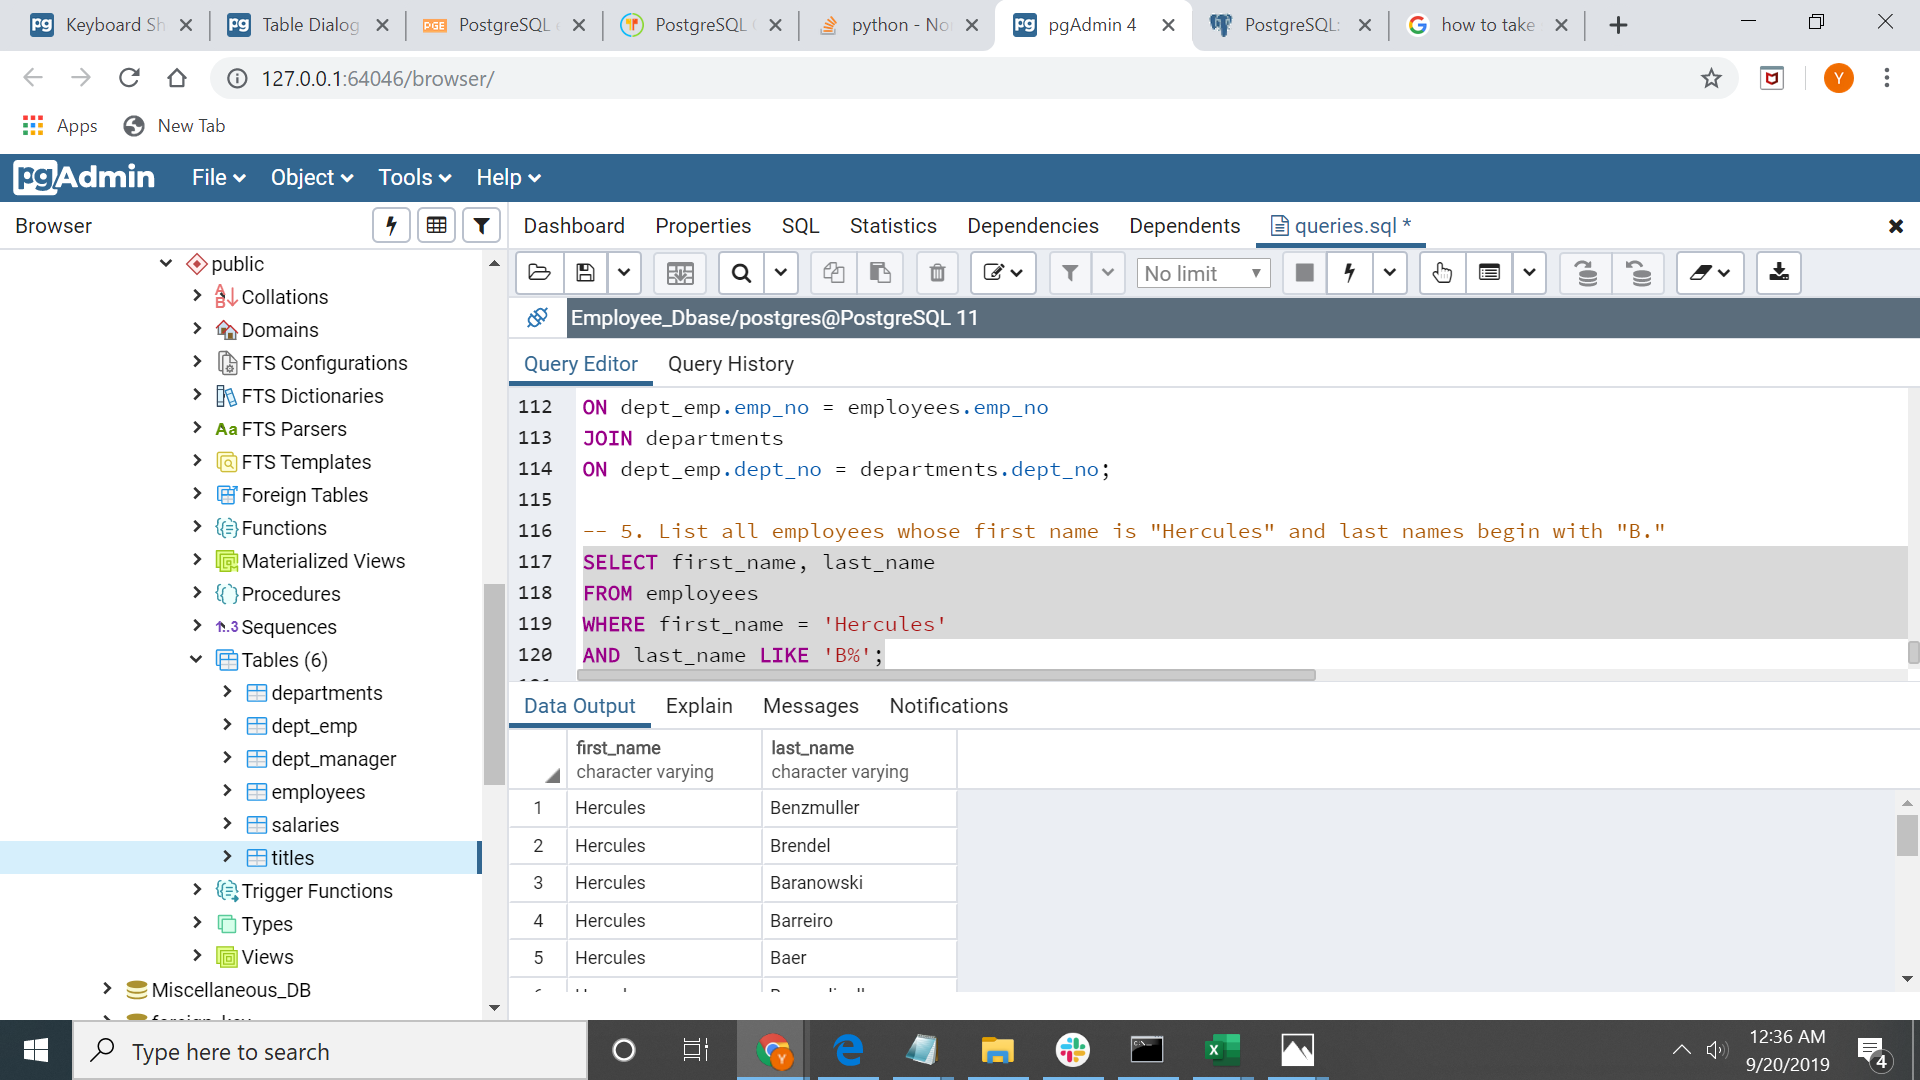 Keyboard Sh
Table Dialog
PostgreSQL
PostgreSQL
python - No
pgAdmin 4
PostgreSQL:
how to take
127.0.0.1:64046/browser/
Y
Apps
New Tab
pgAdmin
File
Object
Tools
Help
Browser
Dashboard
Properties
SQL
Statistics
Dependencies
Dependents
queries.sql *
No limit
Employee_Dbase/postgres@PostgreSQL 11
Query Editor
Query History
public
Collations
Domains
FTS Configurations
FTS Dictionaries
FTS Parsers
FTS Templates
Foreign Tables
Functions
Materialized Views
Procedures
Sequences
Tables (6)
departments
dept_emp
dept_manager
employees
salaries
titles
Trigger Functions
Types
Views
Miscellaneous_DB
112 ON dept_emp.emp_no = employees.emp_no
113 JOIN departments
114 ON dept_emp.dept_no = departments.dept_no;
115
116 -- 5. List all employees whose first name is "Hercules" and last names begin with "B."
117 SELECT first_name, last_name
118 FROM employees
119 WHERE first_name = 'Hercules'
120 AND last_name LIKE 'B%';
Data Output
Explain
Messages
Notifications
first_name last_name
character varying character varying
1 Hercules Benzmuller
2 Hercules Brendel
3 Hercules Baranowski
4 Hercules Barreiro
5 Hercules Baer
Type here to search
12:36 AM
9/20/2019
4